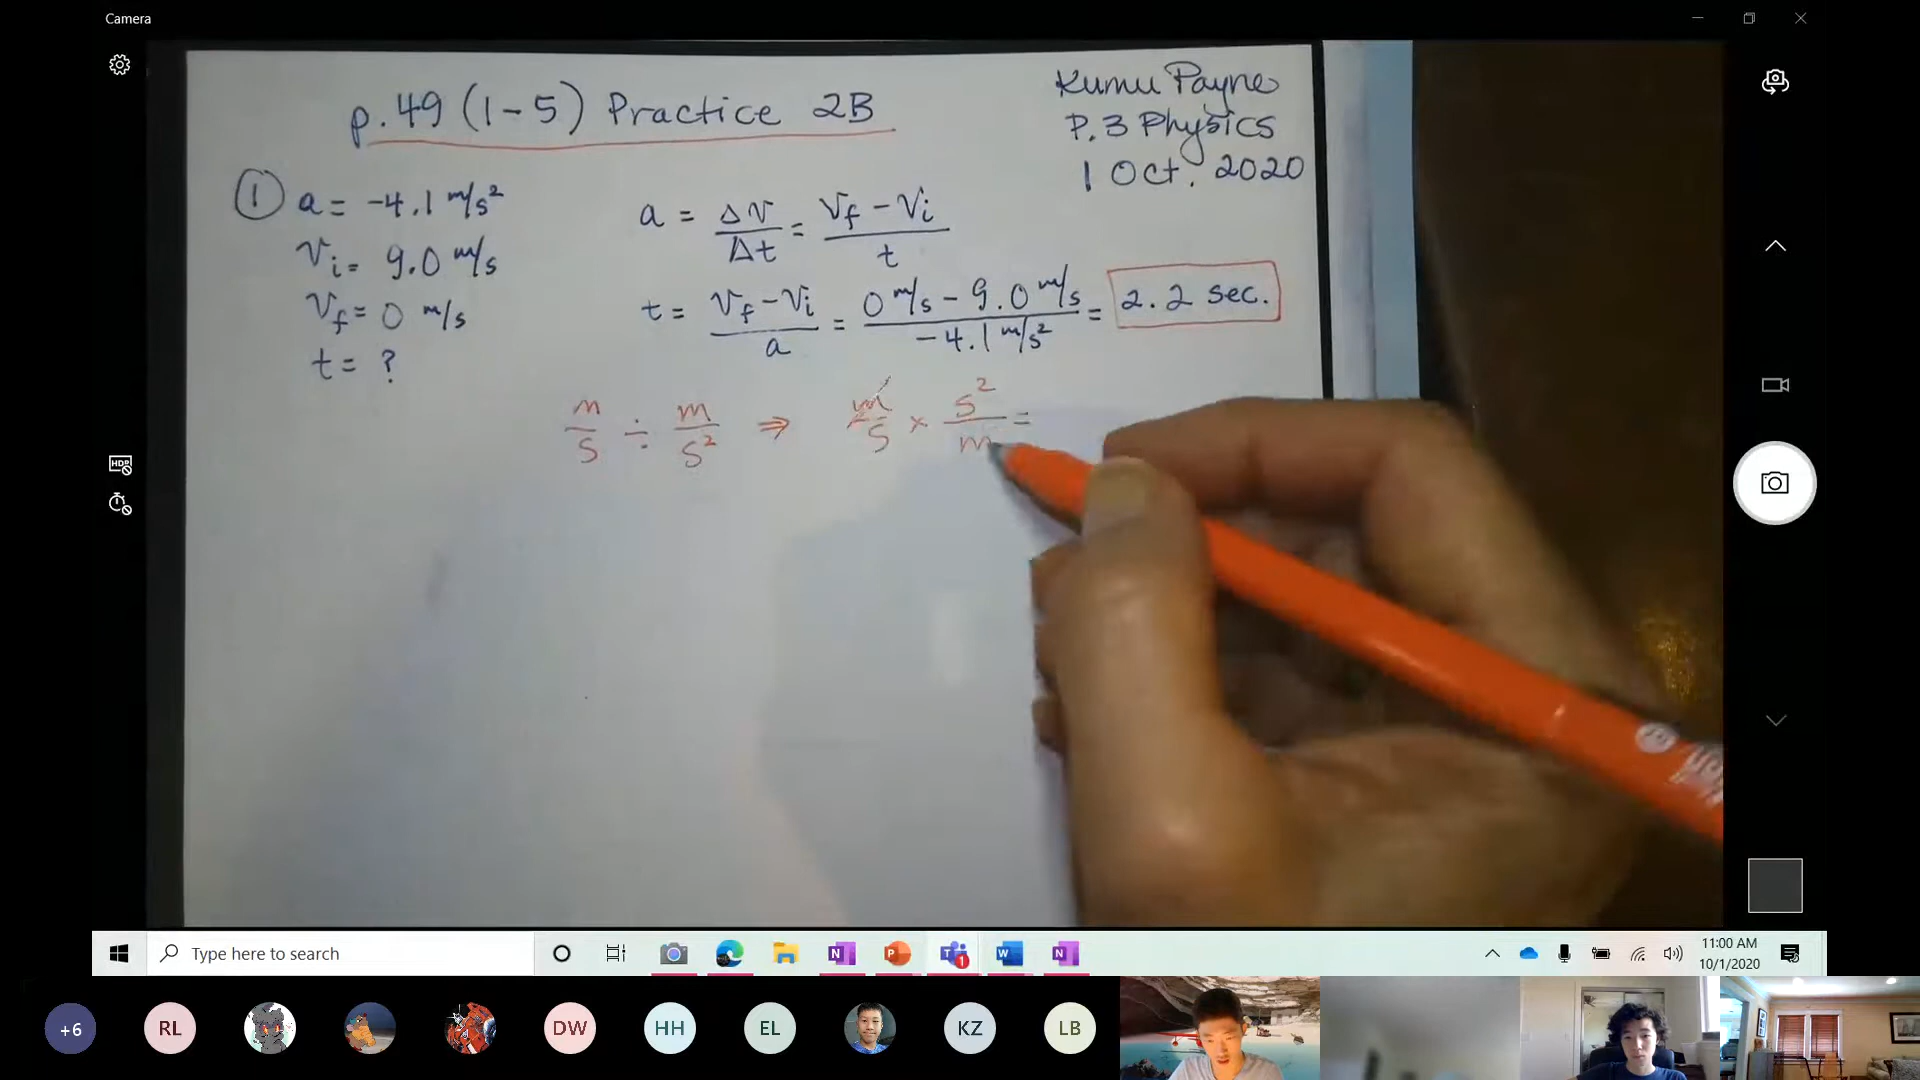 Camera
p.49 (1-5) Practice 2B
Kumu Payne
P.3 Physics
1 Oct. 2020
① a = -4.1 m/s²
Vi = 9.0 m/s
Vf = 0 m/s
t = ?
a = Δv/Δt = (Vf - Vi)/t
t = (Vf - Vi)/a = (0 m/s - 9.0 m/s)/(-4.1 m/s²) = 2.2 sec.
m/s ÷ m/s² ⇒ m/s × s²/m =
Type here to search
11:00 AM
10/1/2020
+6 RL DW HH EL KZ LB